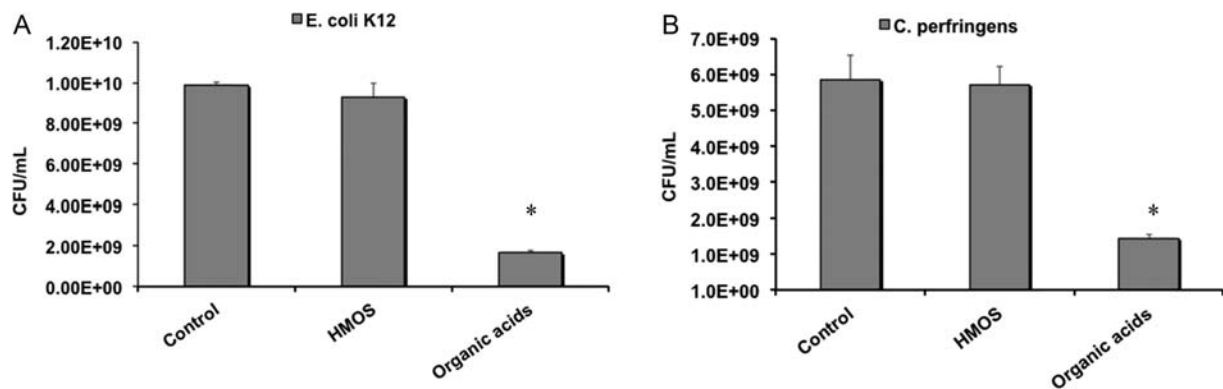 A
E. coli K12
CFU/mL
1.20E+10
1.00E+10
8.00E+09
6.00E+09
4.00E+09
2.00E+09
0.00E+00
*
Control
HMOS
Organic acids
B
C. perfringens
CFU/mL
7.0E+09
6.0E+09
5.0E+09
4.0E+09
3.0E+09
2.0E+09
1.0E+09
1.0E+00
*
Control
HMOS
Organic acids